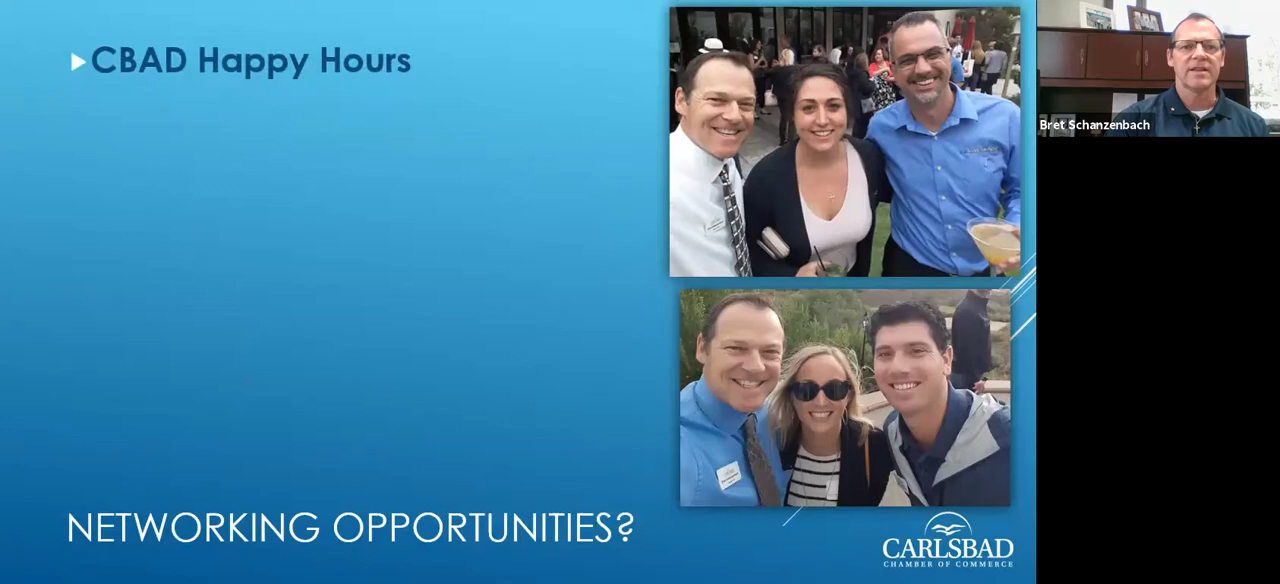 CBAD Happy Hours
Bret Schanzenbach
NETWORKING OPPORTUNITIES?
CARLSBAD
CHAMBER OF COMMERCE